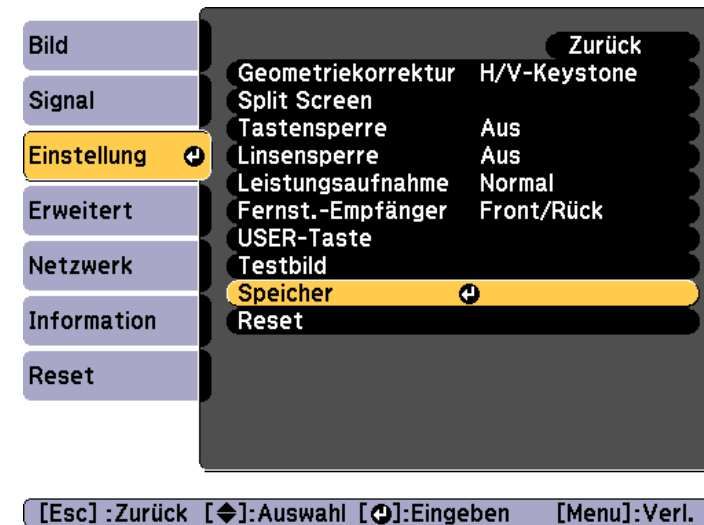 Bild
Signal
Einstellung
Erweitert
Netzwerk
Information
Reset
Zurück
Geometriekorrektur H/V-Keystone
Split Screen
Tastensperre Aus
Linsensperre Aus
Leistungsaufnahme Normal
Fernst.-Empfänger Front/Rück
USER-Taste
Testbild
Speicher
Reset
[Esc] :Zurück [◆]:Auswahl [↵]:Eingeben [Menu]:Verl.